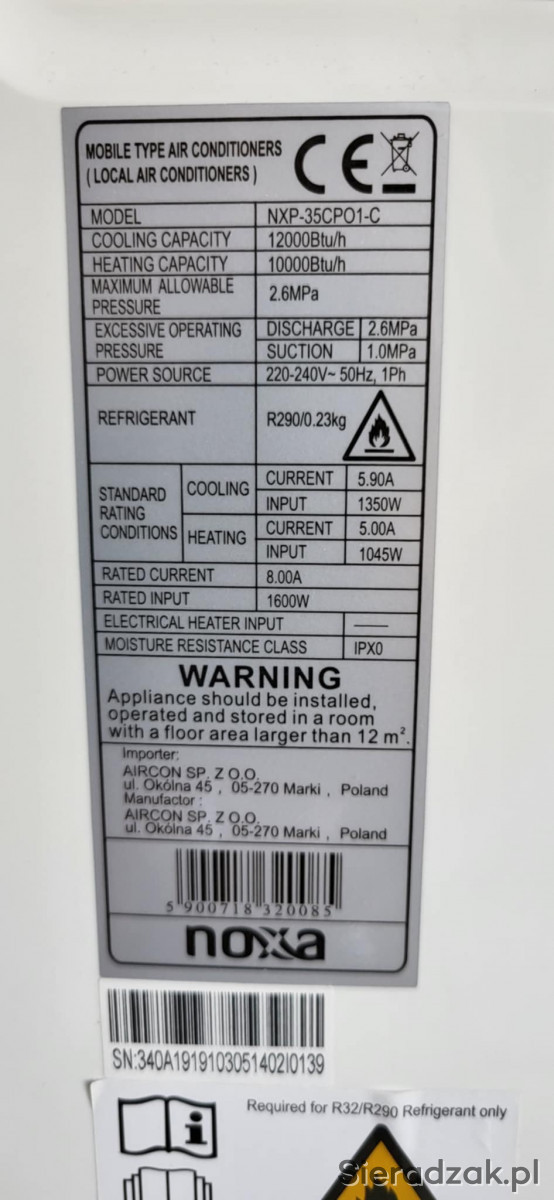 MOBILE TYPE AIR CONDITIONERS
( LOCAL AIR CONDITIONERS )
CE
MODEL NXP-35CPO1-C
COOLING CAPACITY 12000Btu/h
HEATING CAPACITY 10000Btu/h
MAXIMUM ALLOWABLE
PRESSURE 2.6MPa
EXCESSIVE OPERATING
PRESSURE
DISCHARGE 2.6MPa
SUCTION 1.0MPa
POWER SOURCE 220-240V~ 50Hz, 1Ph
REFRIGERANT R290/0.23kg
STANDARD
RATING
CONDITIONS
COOLING
CURRENT 5.90A
INPUT 1350W
HEATING
CURRENT 5.00A
INPUT 1045W
RATED CURRENT 8.00A
RATED INPUT 1600W
ELECTRICAL HEATER INPUT ——
MOISTURE RESISTANCE CLASS IPX0
WARNING
Appliance should be installed,
operated and stored in a room
with a floor area larger than 12 m².
Importer:
AIRCON SP. Z O.O.
ul. Okólna 45 , 05-270 Marki , Poland
Manufactor :
AIRCON SP. Z O.O.
ul. Okólna 45 , 05-270 Marki , Poland
5 900718 320085
noxa
SN:340A1919103051402I0139
Required for R32/R290 Refrigerant only
Sieradzak.pl